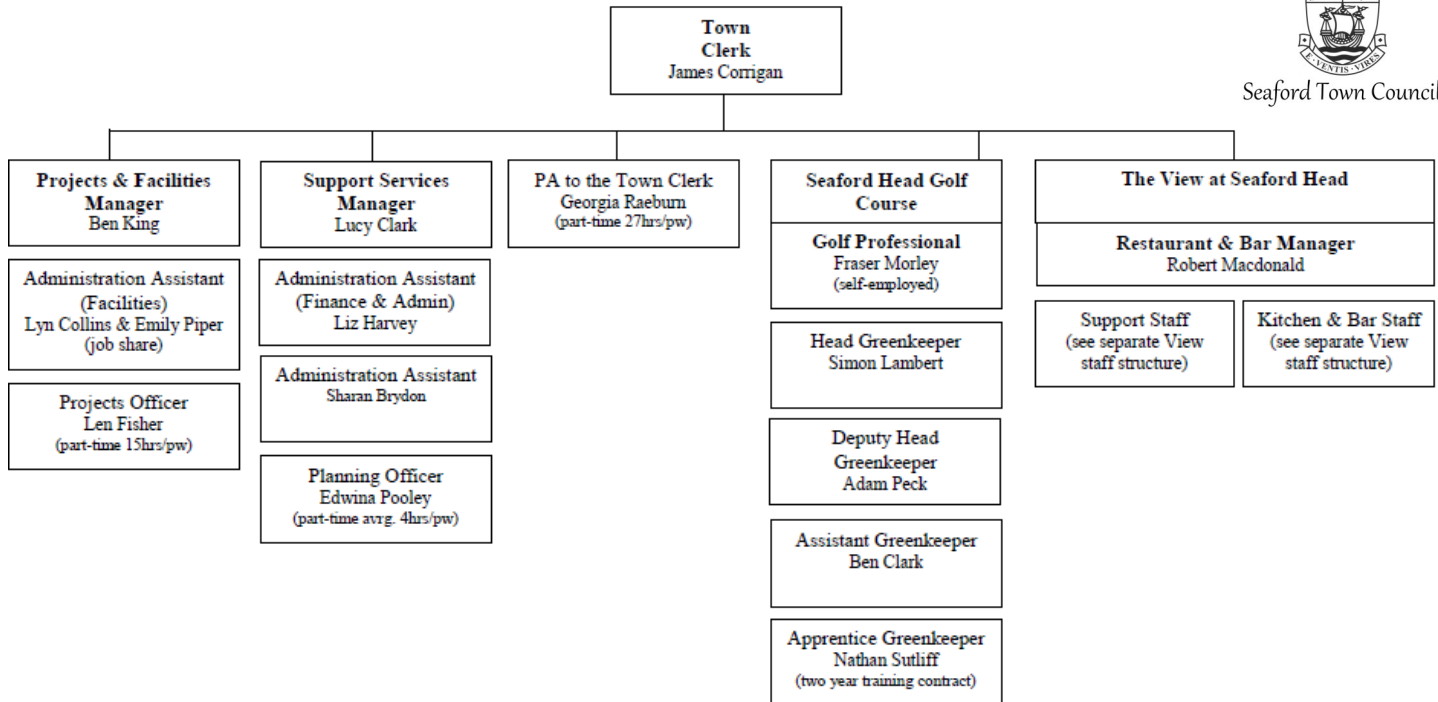 Town
Clerk
James Corrigan
E · VENTIS · VIRES
Seaford Town Council
Projects & Facilities
Manager
Ben King
Administration Assistant
(Facilities)
Lyn Collins & Emily Piper
(job share)
Projects Officer
Len Fisher
(part-time 15hrs/pw)
Support Services
Manager
Lucy Clark
Administration Assistant
(Finance & Admin)
Liz Harvey
Administration Assistant
Sharan Brydon
Planning Officer
Edwina Pooley
(part-time avrg. 4hrs/pw)
PA to the Town Clerk
Georgia Raeburn
(part-time 27hrs/pw)
Seaford Head Golf
Course
Golf Professional
Fraser Morley
(self-employed)
Head Greenkeeper
Simon Lambert
Deputy Head
Greenkeeper
Adam Peck
Assistant Greenkeeper
Ben Clark
Apprentice Greenkeeper
Nathan Sutliff
(two year training contract)
The View at Seaford Head
Restaurant & Bar Manager
Robert Macdonald
Support Staff
(see separate View
staff structure)
Kitchen & Bar Staff
(see separate View
staff structure)